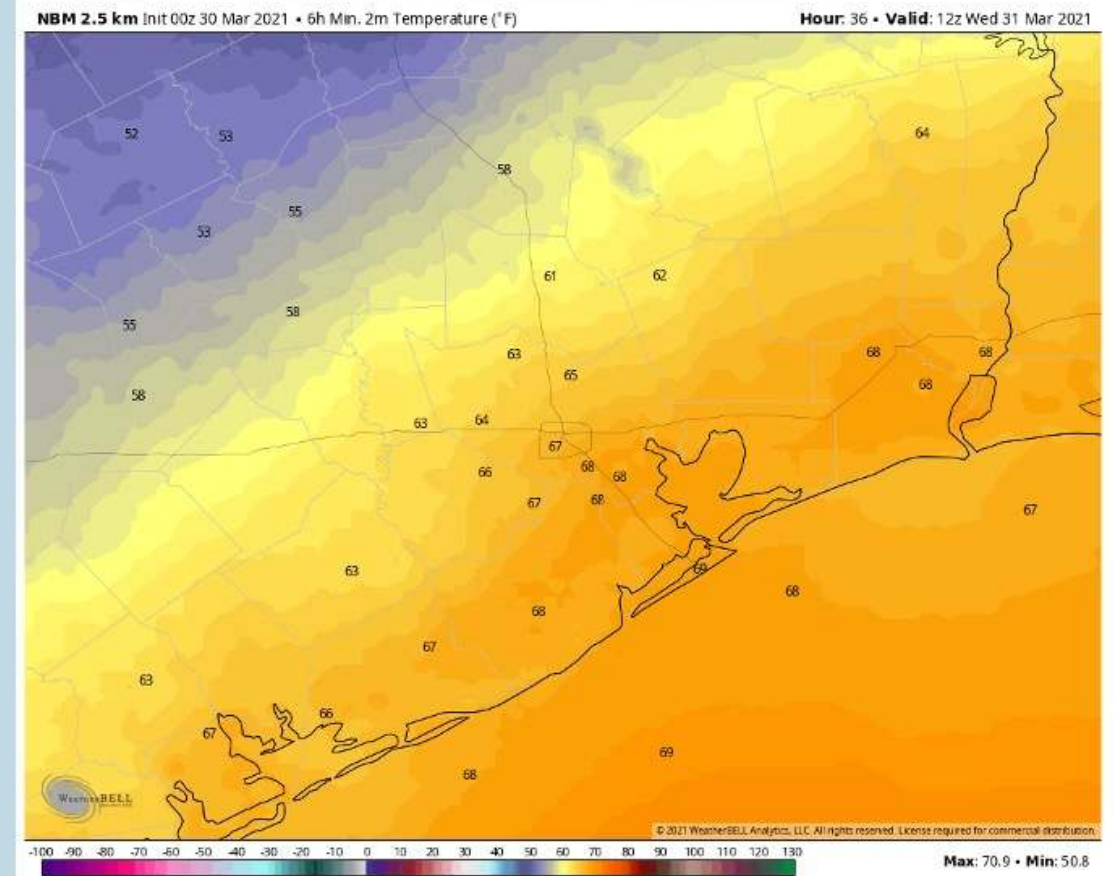 NBM 2.5 km Init 00z 30 Mar 2021 • 6h Min. 2m Temperature (°F) Hour: 36 • Valid: 12z Wed 31 Mar 2021
52 53 64
58
55
53
61 62
58
55
63 68 68
65 68
58
63 64
67
66 68 68
67 68 67
63 69
68
68
67
63
66
67
69
68
WeatherBELL
© 2021 WeatherBELL Analytics, LLC. All rights reserved. License required for commercial distribution.
-100 -90 -80 -70 -60 -50 -40 -30 -20 -10 0 10 20 30 40 50 60 70 80 90 100 110 120 130
Max: 70.9 • Min: 50.8